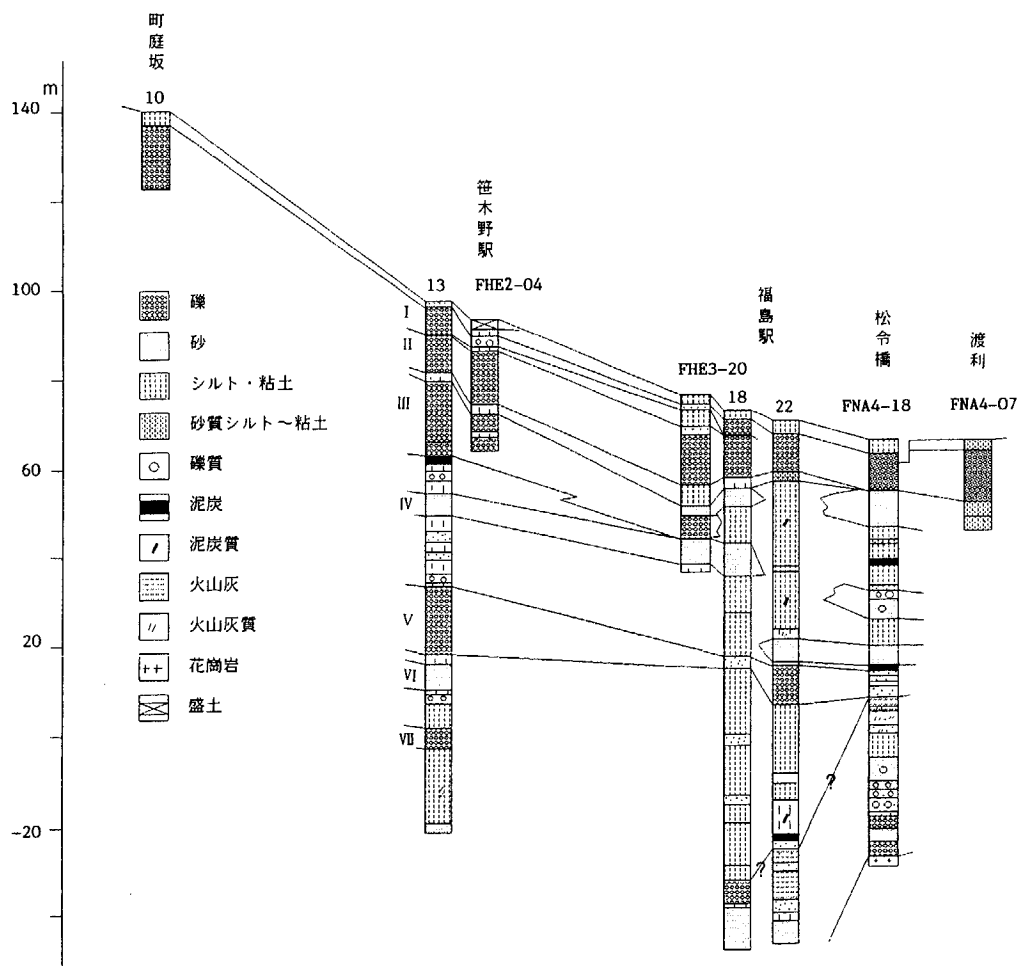 町庭坂
10
笹木野駅
FHE2-04
13
福島駅
松令橋
渡利
FHE3-20
18
22
FNA4-18
FNA4-07
m
140
100
60
20
-20
礫
砂
シルト・粘土
砂質シルト～粘土
礫質
泥炭
泥炭質
火山灰
火山灰質
花崗岩
盛土
I
II
III
IV
V
VI
VII
?
?